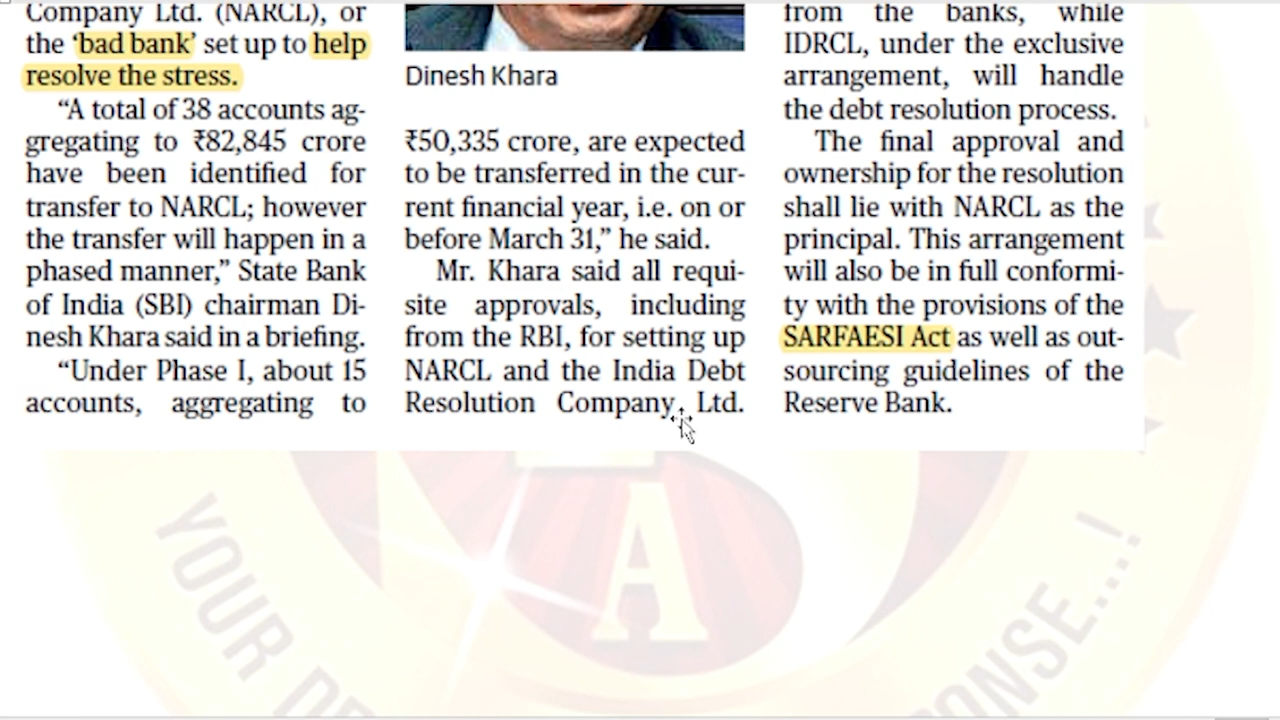 Company Ltd. (NARCL), or
the ‘bad bank’ set up to help
resolve the stress.
“A total of 38 accounts ag-
gregating to ₹82,845 crore
have been identified for
transfer to NARCL; however
the transfer will happen in a
phased manner,” State Bank
of India (SBI) chairman Di-
nesh Khara said in a briefing.
“Under Phase I, about 15
accounts, aggregating to
Dinesh Khara
₹50,335 crore, are expected
to be transferred in the cur-
rent financial year, i.e. on or
before March 31,” he said.
Mr. Khara said all requi-
site approvals, including
from the RBI, for setting up
NARCL and the India Debt
Resolution Company Ltd.
from the banks, while
IDRCL, under the exclusive
arrangement, will handle
the debt resolution process.
The final approval and
ownership for the resolution
shall lie with NARCL as the
principal. This arrangement
will also be in full conformi-
ty with the provisions of the
SARFAESI Act as well as out-
sourcing guidelines of the
Reserve Bank.
A
YOUR